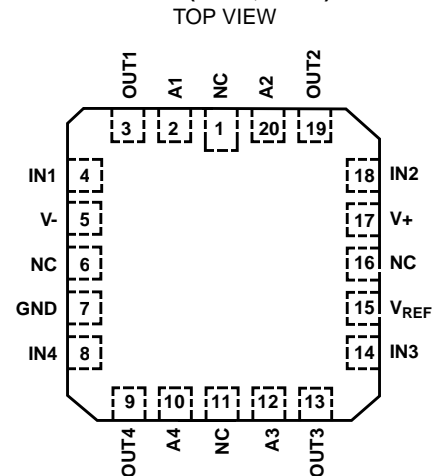 TOP VIEW
OUT1
A1
NC
A2
OUT2
3 2 1 20 19
IN1 4 18 IN2
V- 5 17 V+
NC 6 16 NC
GND 7 15 VREF
IN4 8 14 IN3
9 10 11 12 13
OUT4
A4
NC
A3
OUT3